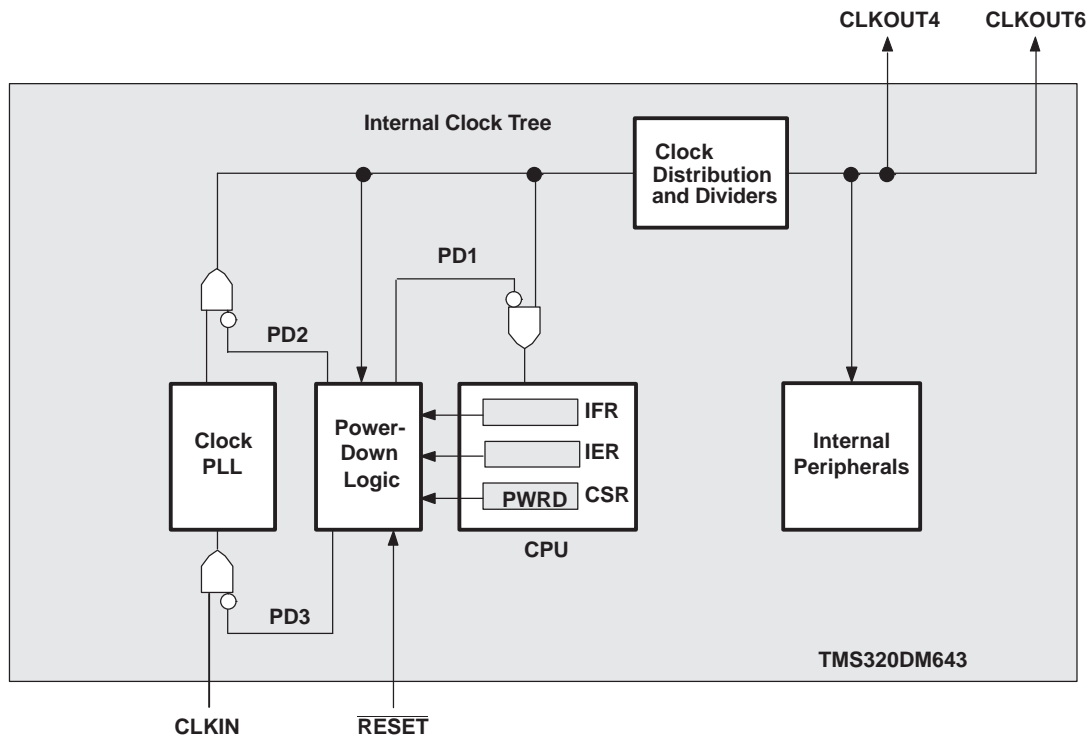 CLKOUT4 CLKOUT6
Internal Clock Tree
Clock
Distribution
and Dividers
PD1
PD2
Clock
PLL
Power-
Down
Logic
IFR
IER
PWRD CSR
CPU
Internal
Peripherals
PD3
TMS320DM643
CLKIN RESET